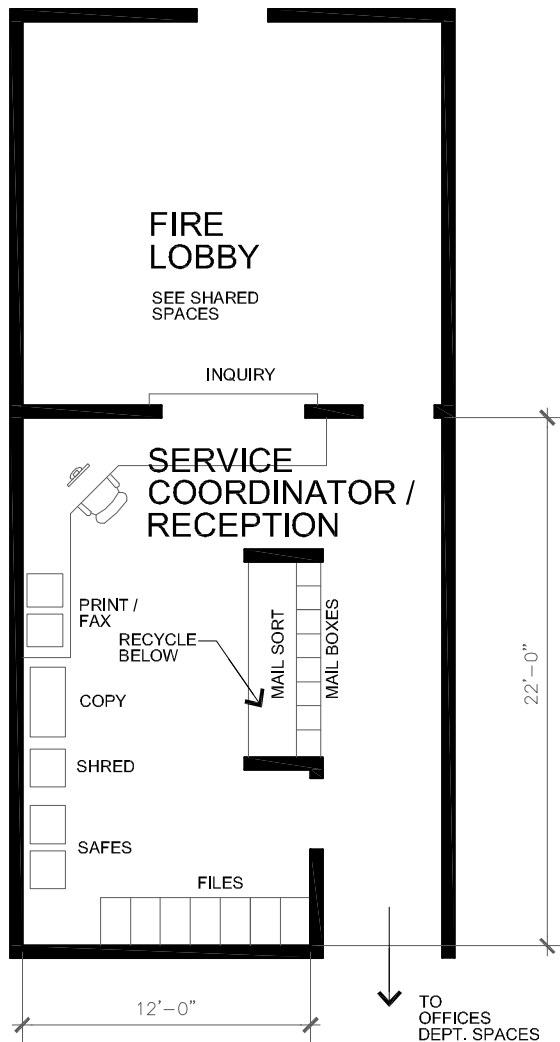 FIRE
LOBBY
SEE SHARED
SPACES
INQUIRY
SERVICE
COORDINATOR /
RECEPTION
PRINT /
FAX
RECYCLE
BELOW
MAIL SORT
MAIL BOXES
COPY
22'-0"
SHRED
SAFES
FILES
12'-0"
TO
OFFICES
DEPT. SPACES